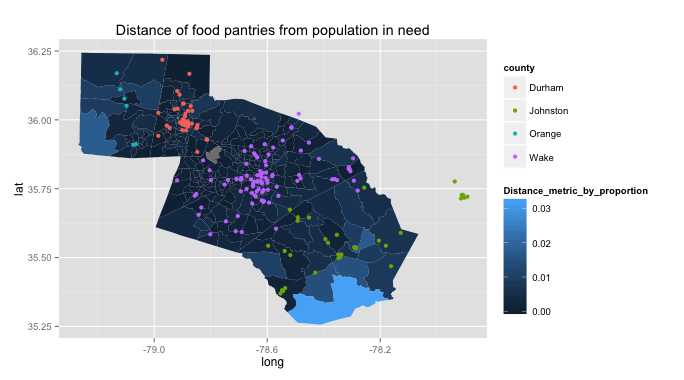 Distance of food pantries from population in need
36.25
36.00
35.75
35.50
35.25
lat
-79.0
-78.6
-78.2
long
county
Durham
Johnston
Orange
Wake
Distance_metric_by_proportion
0.03
0.02
0.01
0.00